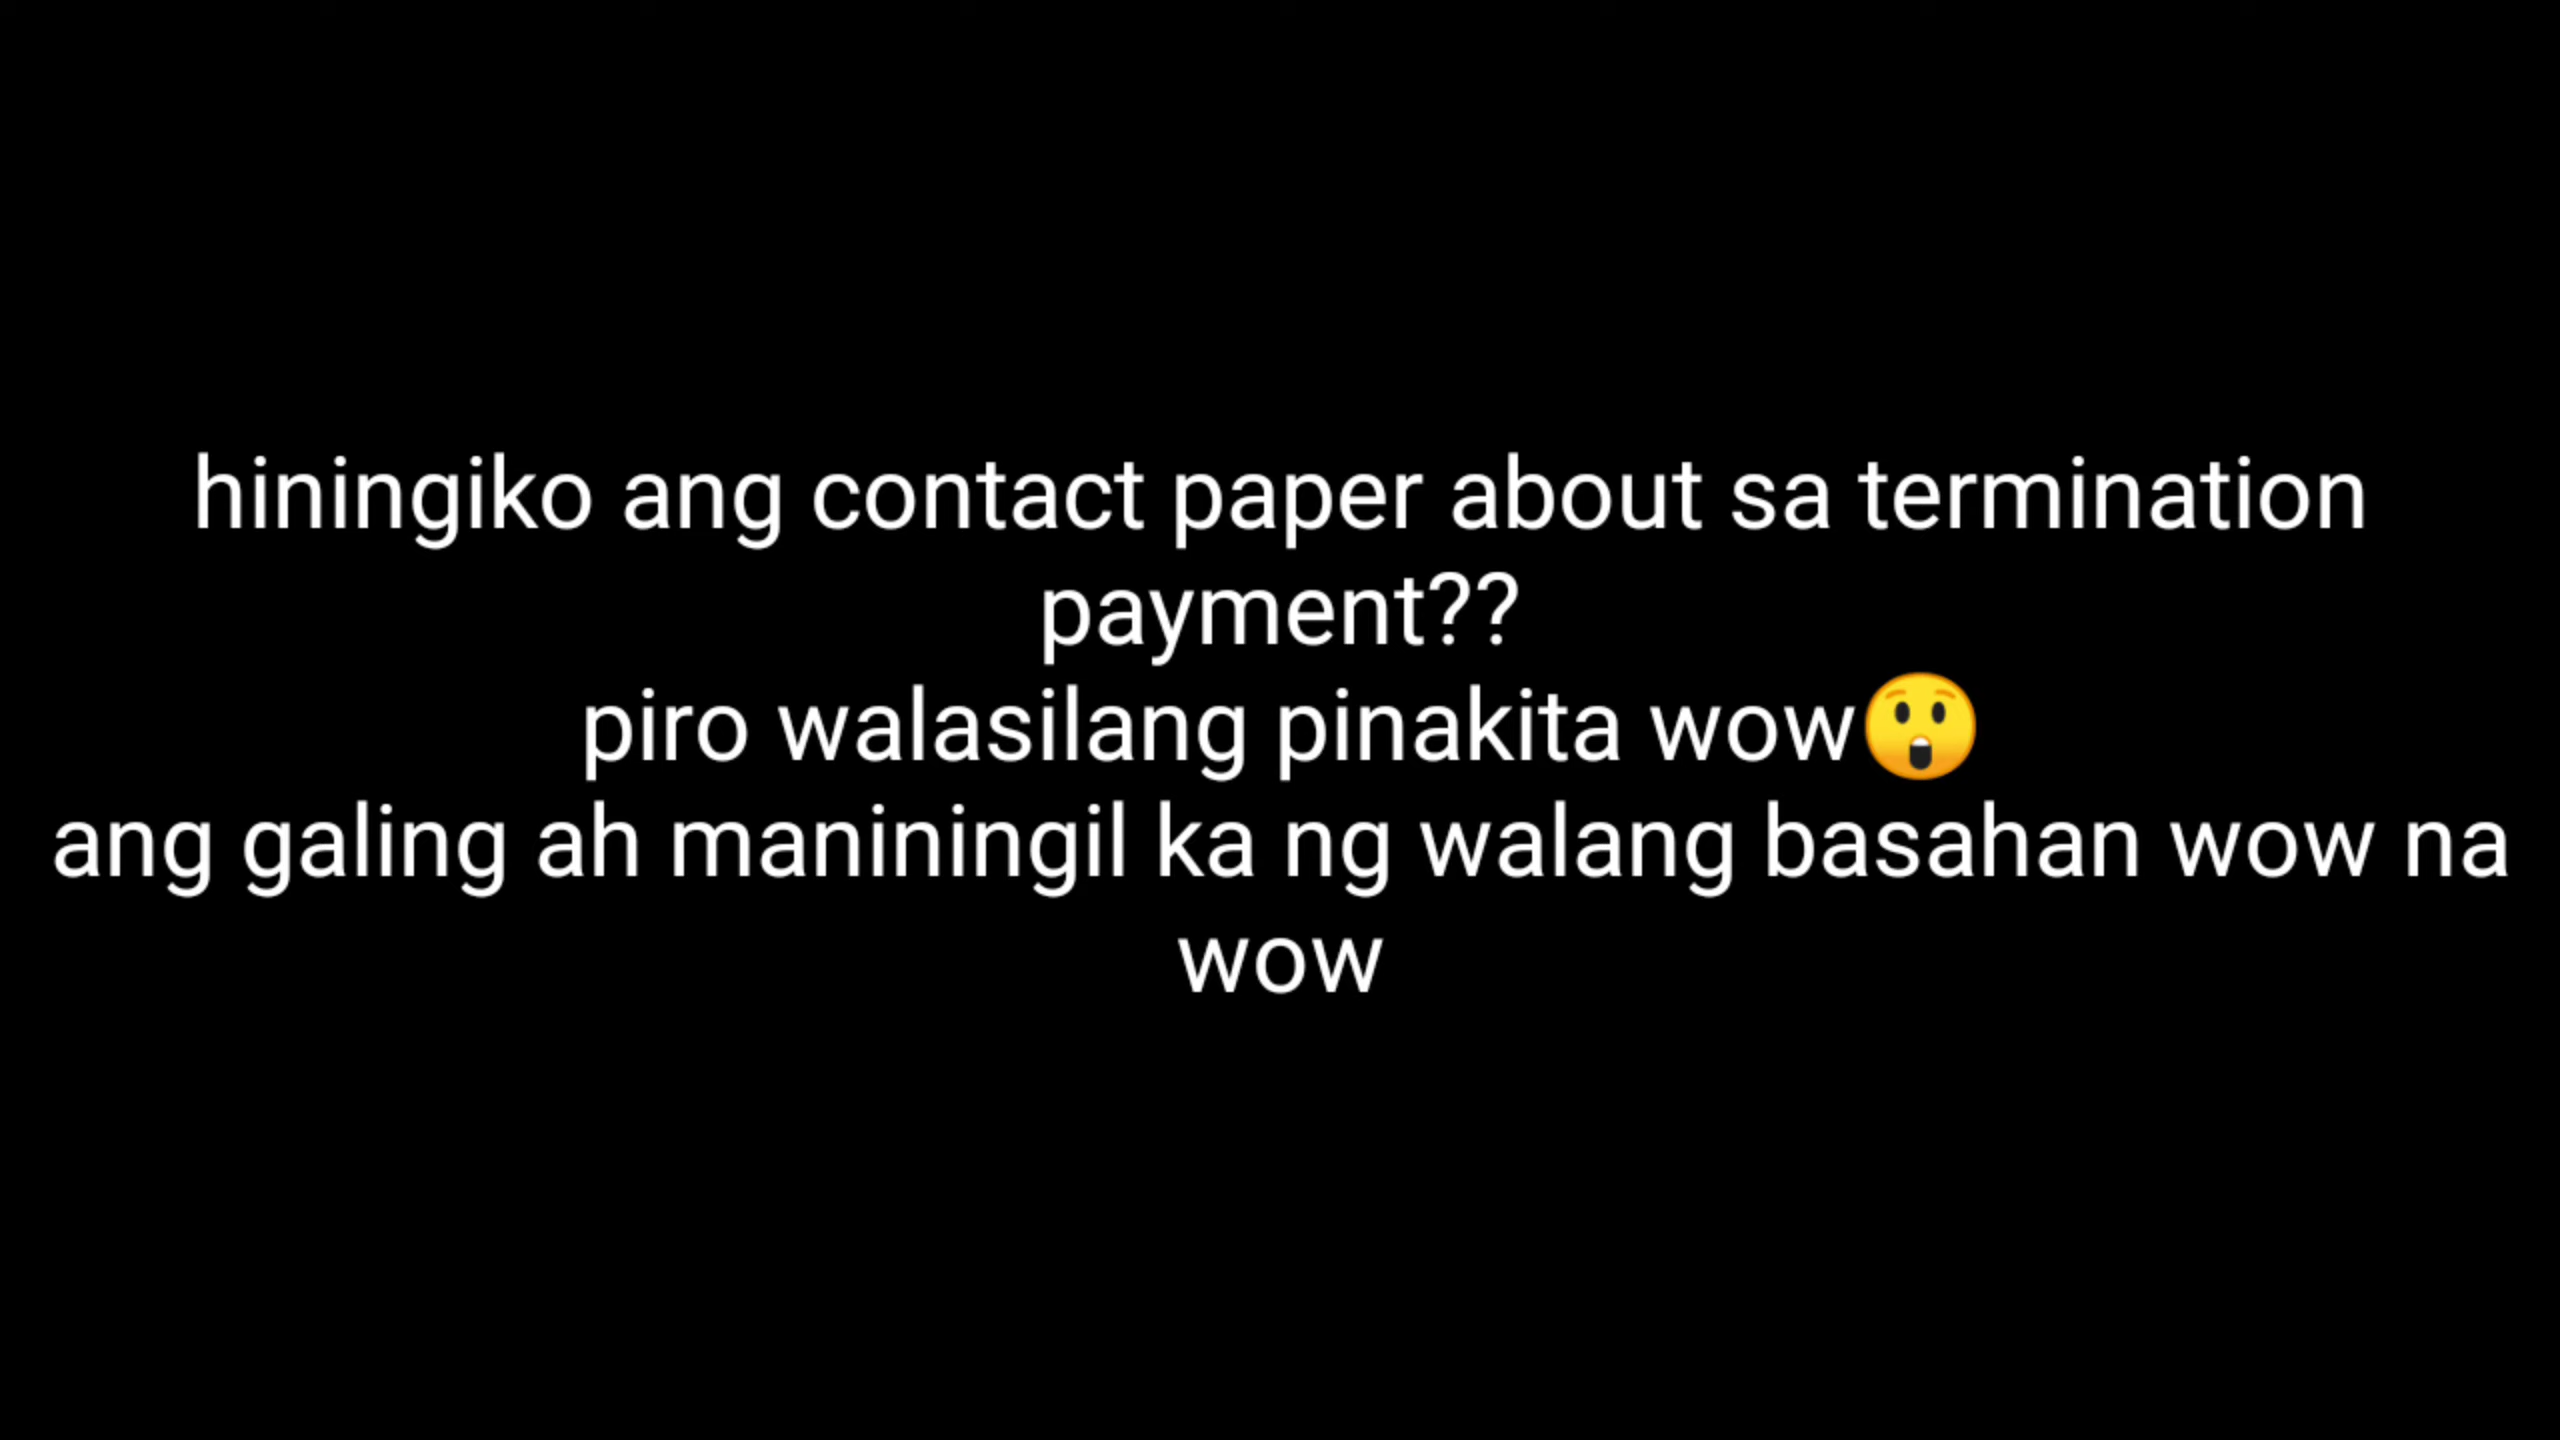 hiningiko ang contact paper about sa termination
payment??
piro walasilang pinakita wow😲
ang galing ah maniningil ka ng walang basahan wow na
wow